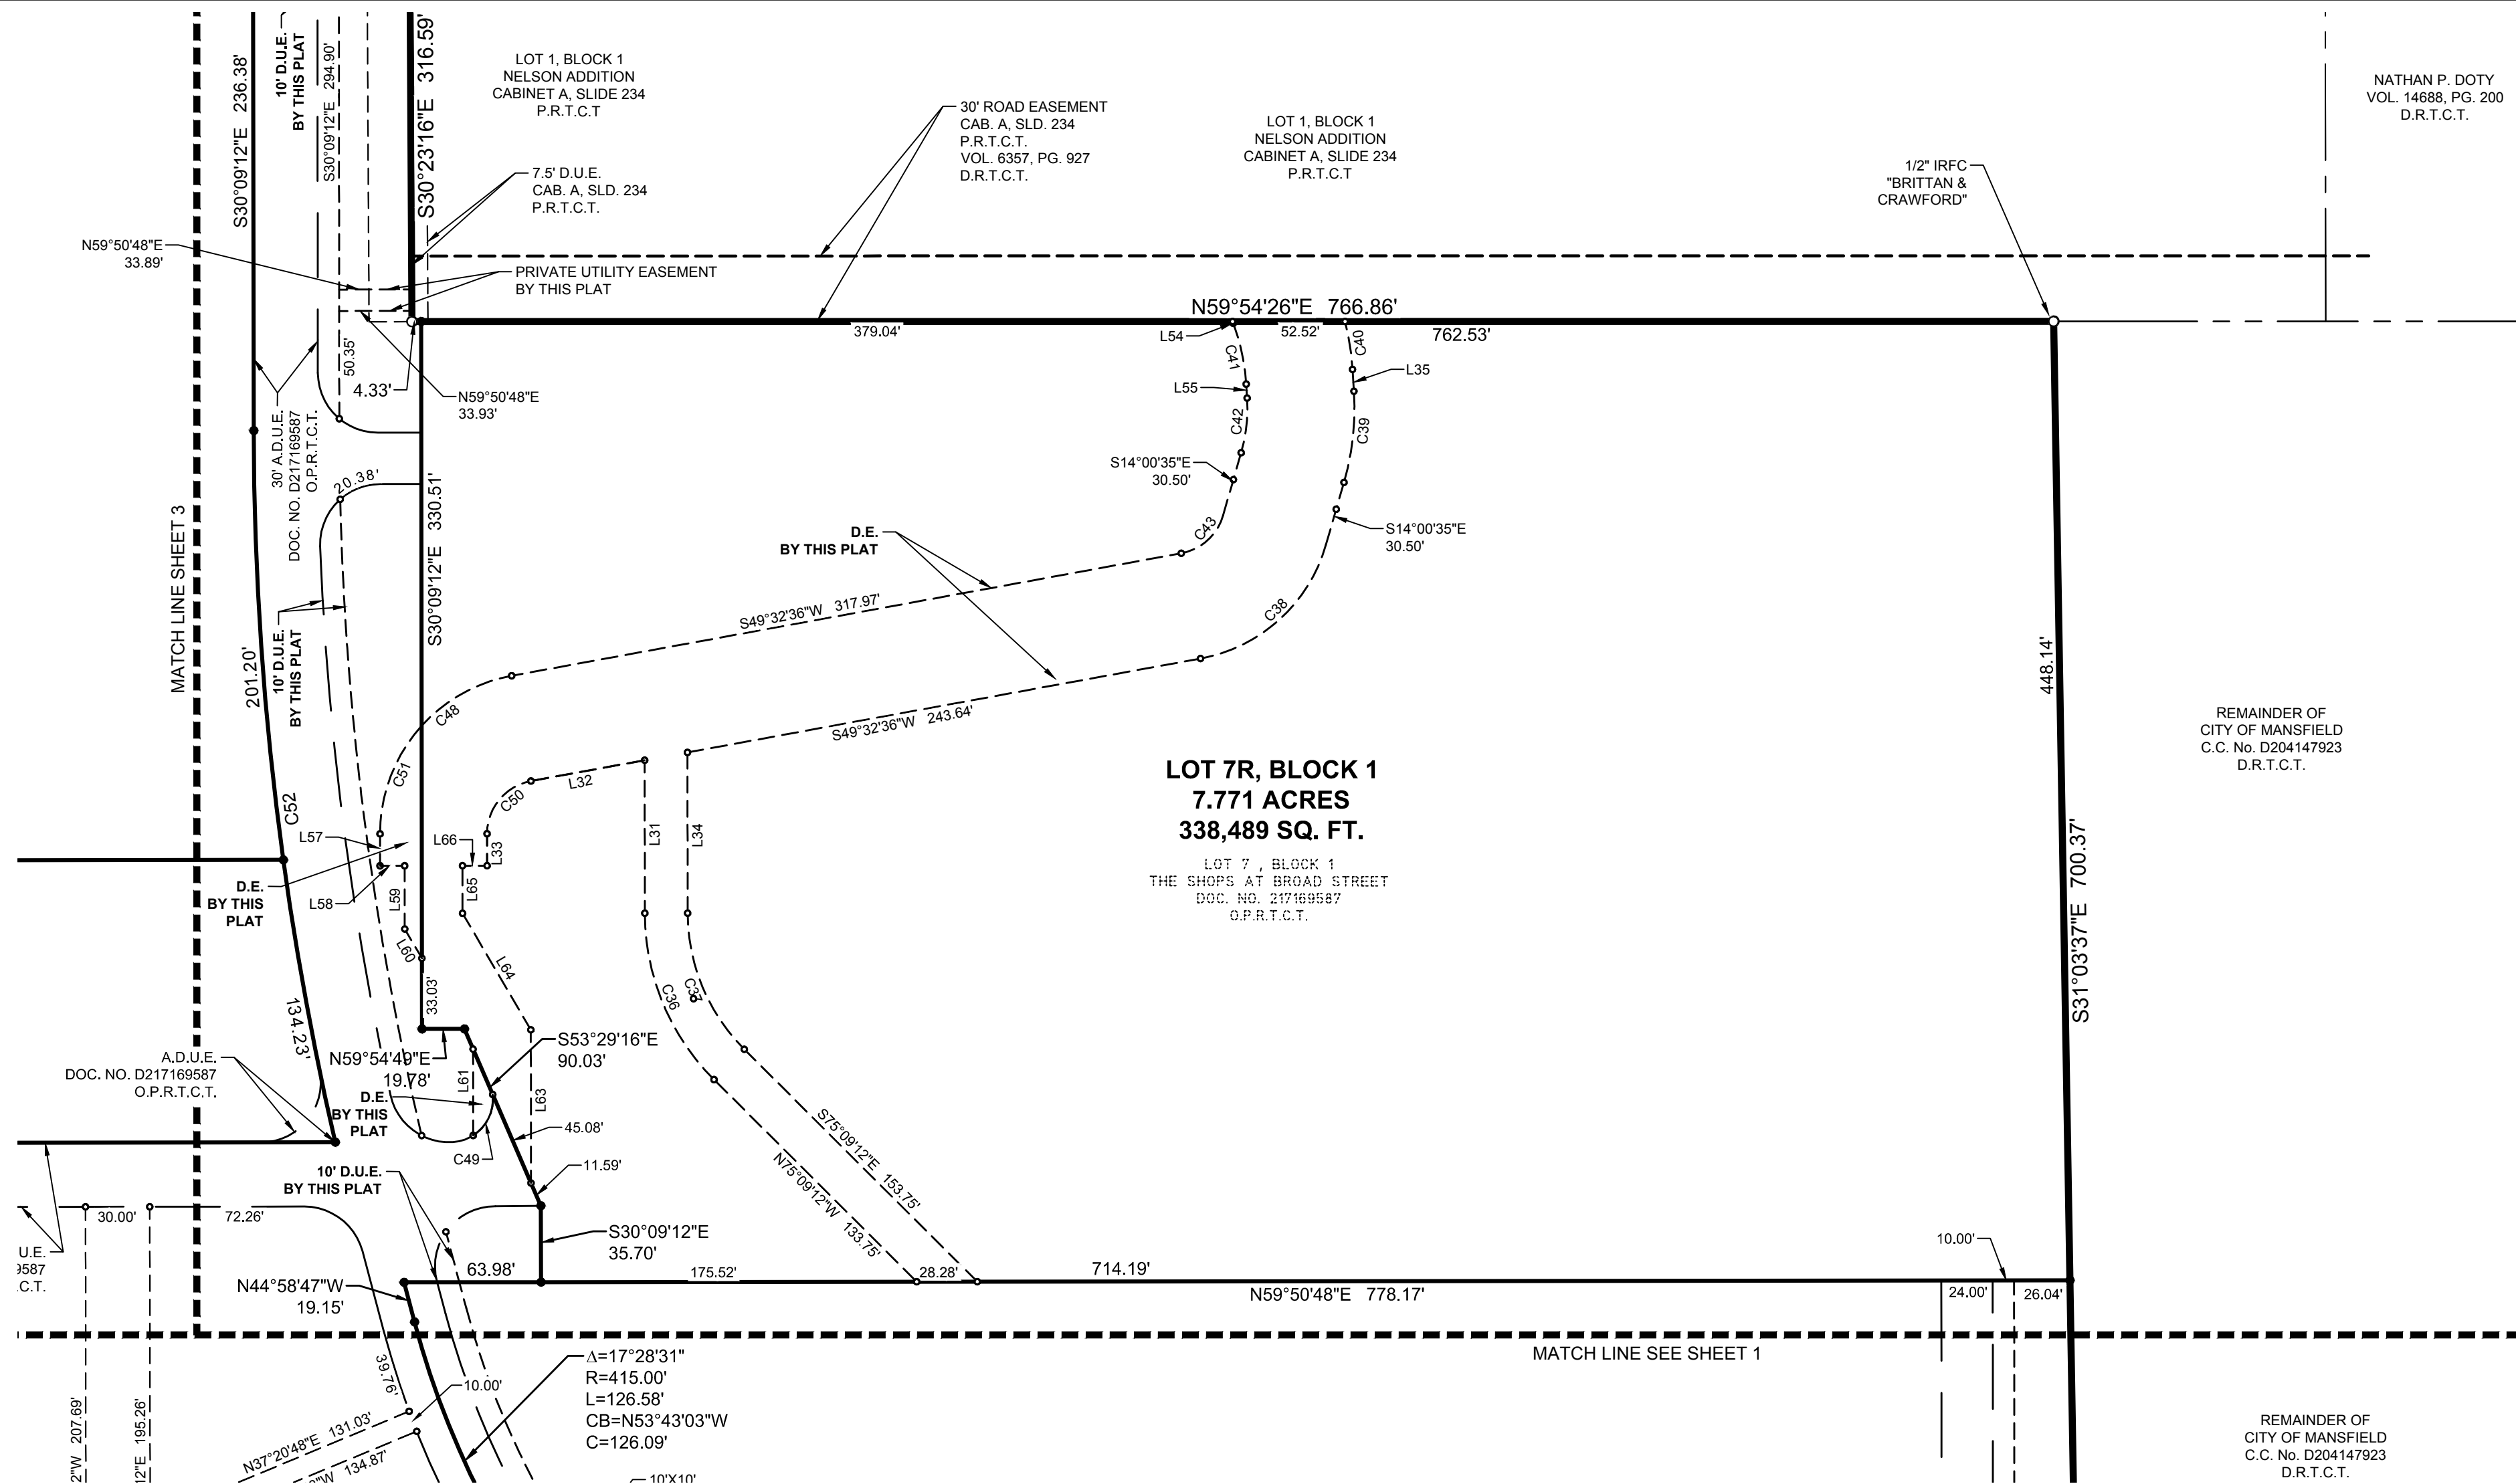 S30°09'12"E 236.38'
10' D.U.E.
BY THIS PLAT
S30°09'12"E 294.90'
S30°23'16"E 316.59'
LOT 1, BLOCK 1
NELSON ADDITION
CABINET A, SLIDE 234
P.R.T.C.T
7.5' D.U.E.
CAB. A, SLD. 234
P.R.T.C.T.
30' ROAD EASEMENT
CAB. A, SLD. 234
P.R.T.C.T.
VOL. 6357, PG. 927
D.R.T.C.T.
LOT 1, BLOCK 1
NELSON ADDITION
CABINET A, SLIDE 234
P.R.T.C.T
1/2" IRFC
"BRITTAN &
CRAWFORD"
NATHAN P. DOTY
VOL. 14688, PG. 200
D.R.T.C.T.
N59°50'48"E
33.89'
PRIVATE UTILITY EASEMENT
BY THIS PLAT
N59°54'26"E 766.86'
379.04'
L54
52.52'
762.53'
50.35'
4.33'
N59°50'48"E
33.93'
C41
C40
L35
L55
C42
C39
30' A.D.U.E.
DOC. NO. D217169587
O.P.R.T.C.T.
20.38'
S30°09'12"E 330.51'
S14°00'35"E
30.50'
S14°00'35"E
30.50'
C43
D.E.
BY THIS PLAT
MATCH LINE SHEET 3
10' D.U.E.
BY THIS PLAT
201.20'
S49°32'36"W 317.97'
C38
448.14'
C48
S49°32'36"W 243.64'
REMAINDER OF
CITY OF MANSFIELD
C.C. No. D204147923
D.R.T.C.T.
C51
C50
L32
LOT 7R, BLOCK 1
7.771 ACRES
338,489 SQ. FT.
LOT 7 , BLOCK 1
THE SHOPS AT BROAD STREET
DOC. NO. 217169587
O.P.R.T.C.T.
C52
L57
L66
L33
L31
L34
D.E.
BY THIS
PLAT
L58
L59
L65
L60
L64
S31°03'37"E 700.37'
33.03'
C36
C37
134.23'
A.D.U.E.
DOC. NO. D217169587
O.P.R.T.C.T.
N59°54'49"E
19.78'
S53°29'16"E
90.03'
L61
L63
D.E.
BY THIS
PLAT
45.08'
C49
11.59'
S75°09'12"E 153.75'
N75°09'12"W 133.75'
10' D.U.E.
BY THIS PLAT
30.00'
72.26'
U.E.
9587
.C.T.
S30°09'12"E
35.70'
10.00'
N44°58'47"W
19.15'
63.98'
175.52'
28.28'
714.19'
N59°50'48"E 778.17'
24.00'
26.04'
MATCH LINE SEE SHEET 1
39.76'
10.00'
Δ=17°28'31"
R=415.00'
L=126.58'
CB=N53°43'03"W
C=126.09'
2"W 207.69'
12"E 195.26'
N37°20'48"E 131.03'
"W 134.87'
10'X10'
REMAINDER OF
CITY OF MANSFIELD
C.C. No. D204147923
D.R.T.C.T.